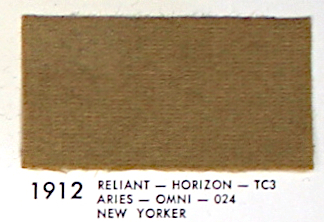 1912 RELIANT — HORIZON — TC3
ARIES — OMNI — 024
NEW YORKER